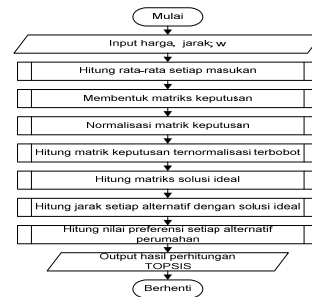 Mulai
Input harga, jarak, w
Hitung rata-rata setiap masukan
Membentuk matriks keputusan
Normalisasi matrik keputusan
Hitung matrik keputusan ternormalisasi terbobot
Hitung matriks solusi ideal
Hitung jarak setiap alternatif dengan solusi ideal
Hitung nilai preferensi setiap alternatif
perumahan
Output hasil perhitungan
TOPSIS
Berhenti